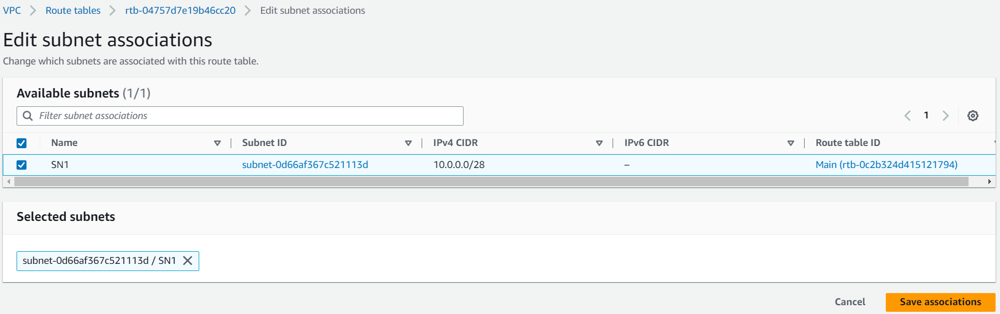 VPC > Route tables > rtb-04757d7e19b46cc20 > Edit subnet associations
Edit subnet associations
Change which subnets are associated with this route table.
Available subnets (1/1)
Filter subnet associations
1
Name Subnet ID IPv4 CIDR IPv6 CIDR Route table ID
SN1 subnet-0d66af367c521113d 10.0.0.0/28 – Main (rtb-0c2b324d415121794)
Selected subnets
subnet-0d66af367c521113d / SN1
Cancel Save associations